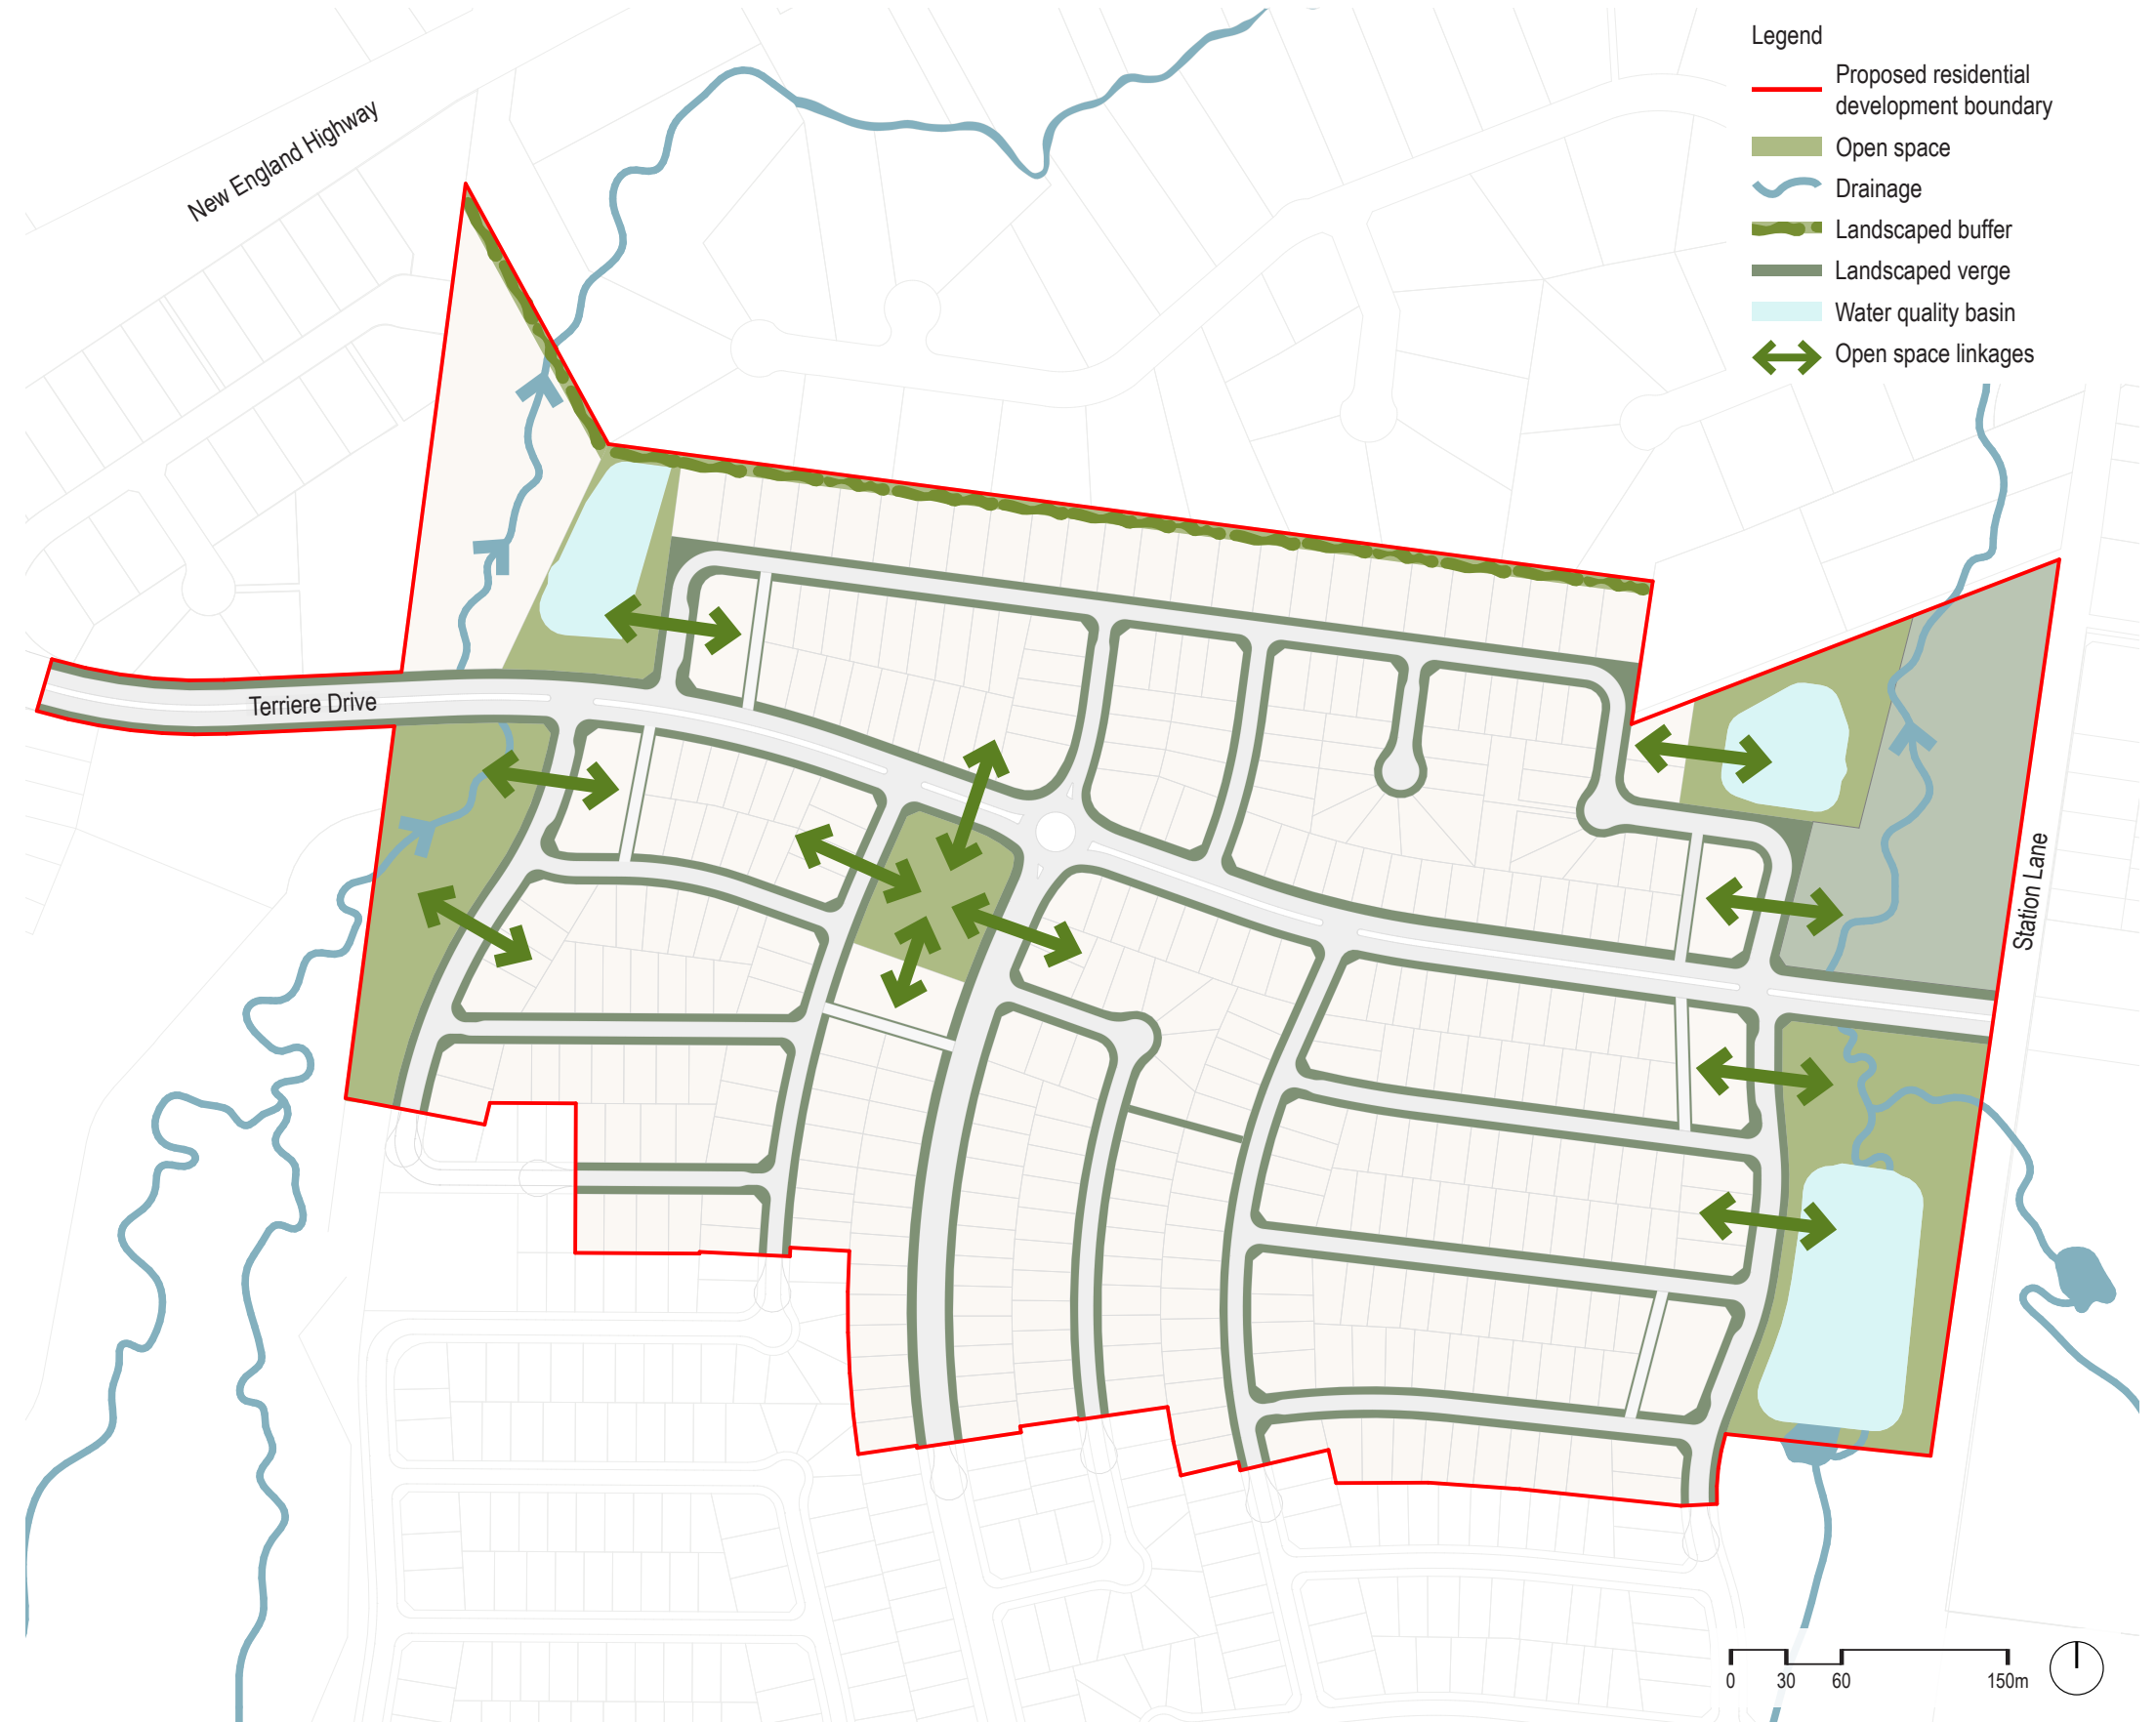 Legend
Proposed residential
development boundary
Open space
Drainage
Landscaped buffer
Landscaped verge
Water quality basin
Open space linkages
New England Highway
Terriere Drive
Station Lane
0 30 60 150m